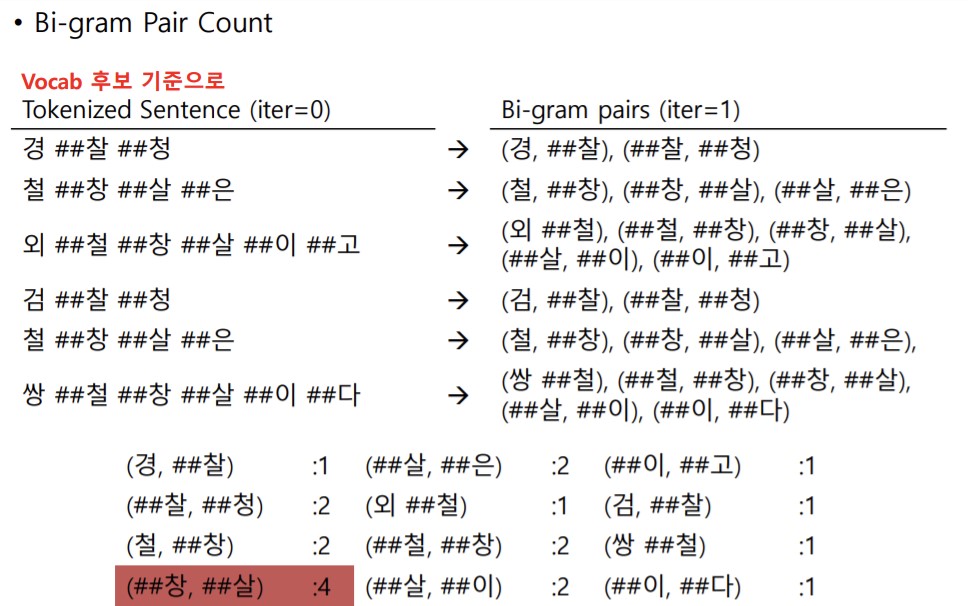 • Bi-gram Pair Count
Vocab 후보 기준으로
Tokenized Sentence (iter=0) Bi-gram pairs (iter=1)
경 ##찰 ##청 → (경, ##찰), (##찰, ##청)
철 ##창 ##살 ##은 → (철, ##창), (##창, ##살), (##살, ##은)
외 ##철 ##창 ##살 ##이 ##고 → (외 ##철), (##철, ##창), (##창, ##살),
(##살, ##이), (##이, ##고)
검 ##찰 ##청 → (검, ##찰), (##찰, ##청)
철 ##창 ##살 ##은 → (철, ##창), (##창, ##살), (##살, ##은),
쌍 ##철 ##창 ##살 ##이 ##다 → (쌍 ##철), (##철, ##창), (##창, ##살),
(##살, ##이), (##이, ##다)
(경, ##찰) :1 (##살, ##은) :2 (##이, ##고) :1
(##찰, ##청) :2 (외 ##철) :1 (검, ##찰) :1
(철, ##창) :2 (##철, ##창) :2 (쌍 ##철) :1
(##창, ##살) :4 (##살, ##이) :2 (##이, ##다) :1